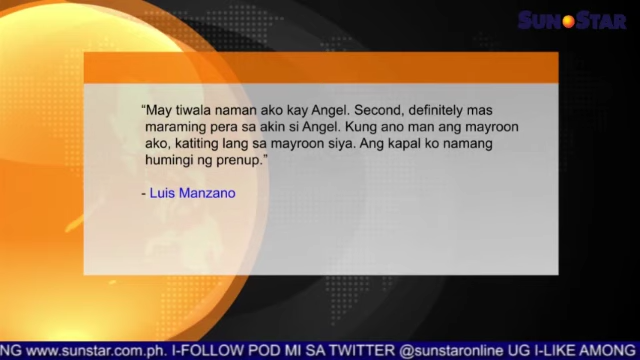 SUN STAR
“May tiwala naman ako kay Angel. Second, definitely mas
maraming pera sa akin si Angel. Kung ano man ang mayroon
ako, katiting lang sa mayroon siya. Ang kapal ko namang
humingi ng prenup.”
- Luis Manzano
NG www.sunstar.com.ph. I-FOLLOW POD MI SA TWITTER @sunstaronline UG I-LIKE AMONG